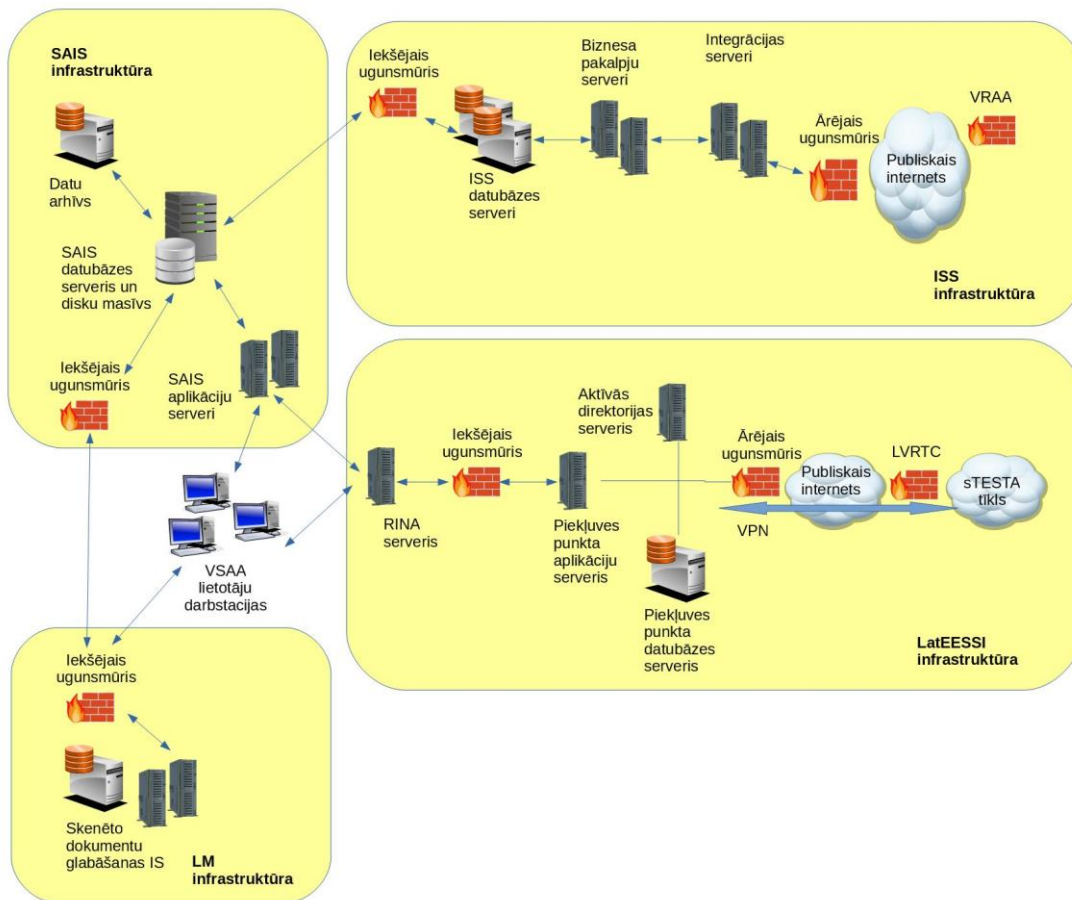 SAIS
infrastruktūra
Datu
arhīvs
SAIS
datubāzes
serveris un
disku masīvs
Iekšējais
ugunsmūris
SAIS
aplikāciju
serveri
Iekšējais
ugunsmūris
ISS
datubāzes
serveri
Biznesa
pakalpju
serveri
Integrācijas
serveri
Ārējais
ugunsmūris
Publiskais
internets
VRAA
ISS
infrastruktūra
VSAA
lietotāju
darbstacijas
RINA
serveris
Iekšējais
ugunsmūris
Piekļuves
punkta
aplikāciju
serveris
Aktīvās
direktorijas
serveris
Piekļuves
punkta
datubāzes
serveris
Ārējais
ugunsmūris
Publiskais
internets
VPN
LVRTC
sTESTA
tīkls
LatEESSI
infrastruktūra
Iekšējais
ugunsmūris
Skenēto
dokumentu
glabāšanas IS
LM
infrastruktūra